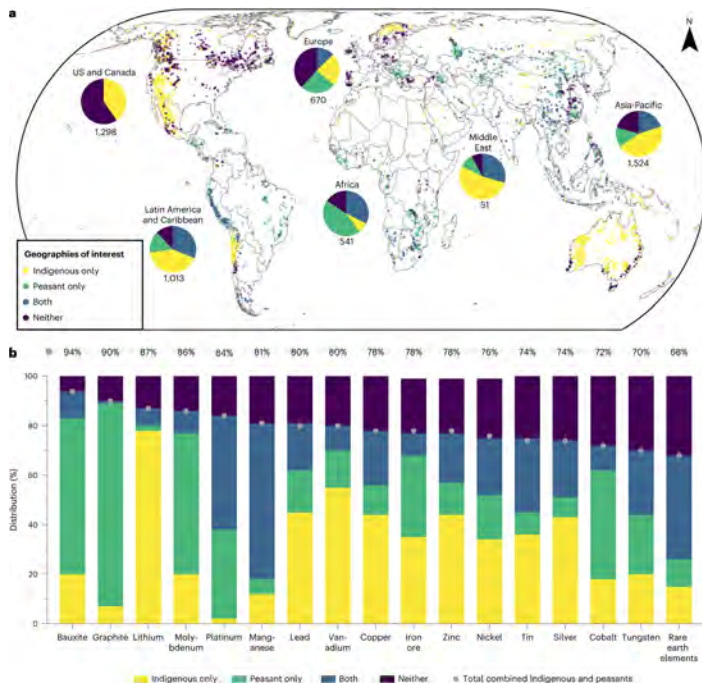 a
N
Europe
670
US and Canada
1,298
Asia-Pacific
1,524
Middle
East
51
Africa
541
Latin America
and Caribbean
1,013
Geographies of interest
Indigenous only
Peasant only
Both
Neither
b
94% 90% 87% 86% 84% 81% 80% 80% 78% 78% 78% 76% 74% 74% 72% 70% 68%
100
80
60
40
20
0
Distribution (%)
Bauxite Graphite Lithium Moly-
bdenum Platinum Mang-
anese Lead Van-
adium Copper Iron
ore Zinc Nickel Tin Silver Cobalt Tungsten Rare
earth
elements
Indigenous only Peasant only Both Neither Total combined Indigenous and peasants